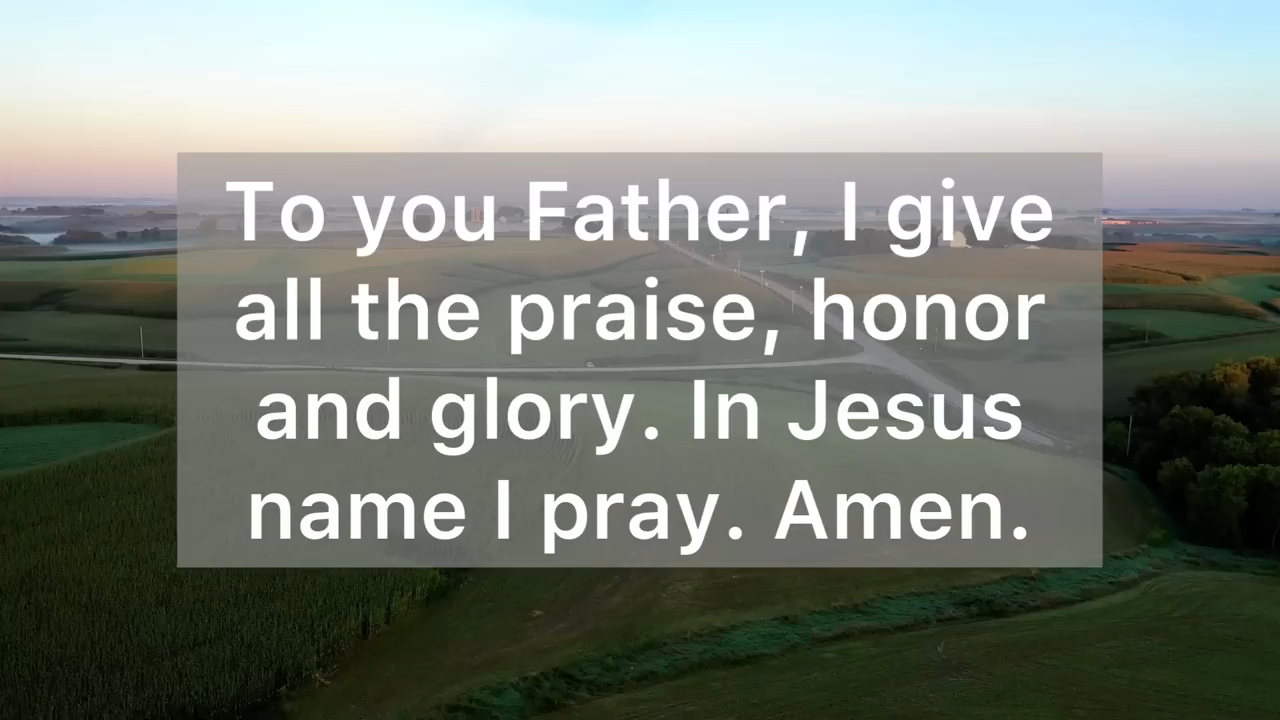 To you Father, I give
all the praise, honor
and glory. In Jesus
name I pray. Amen.